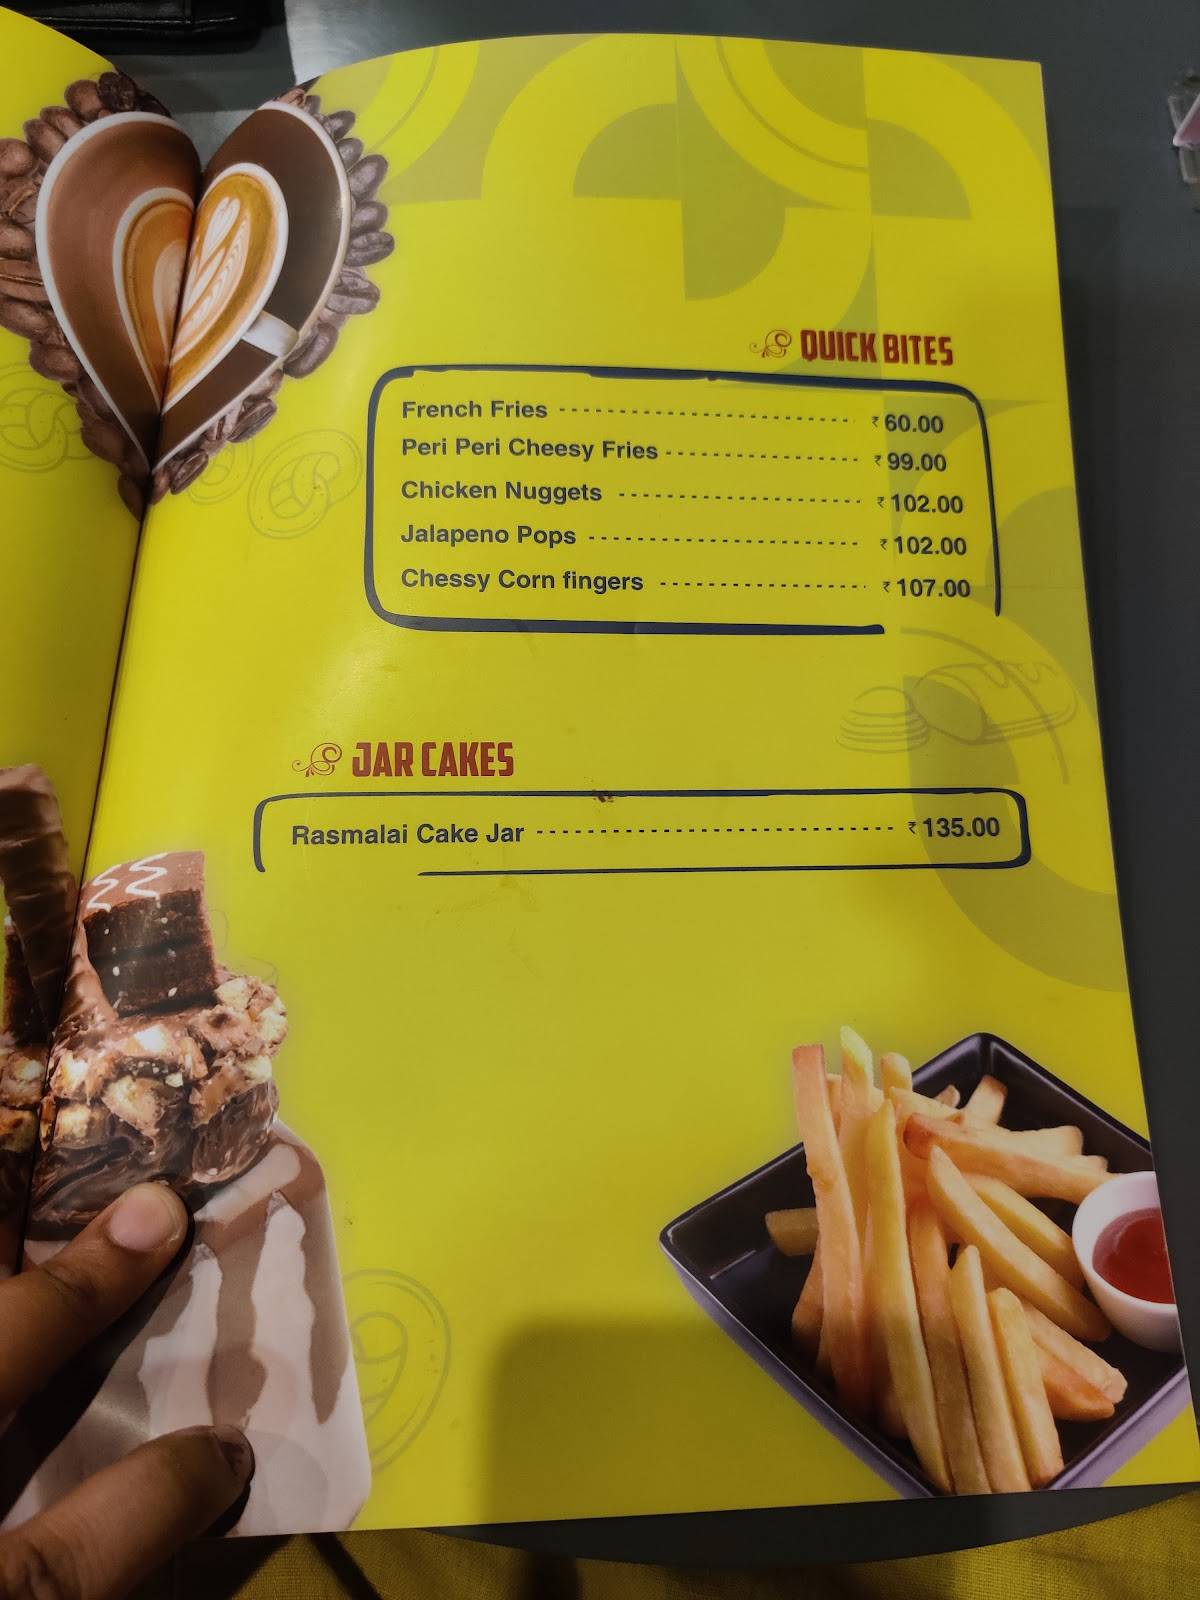 QUICK BITES
French Fries ------------------------------ ₹ 60.00
Peri Peri Cheesy Fries -------------------- ₹ 99.00
Chicken Nuggets ------------------------- ₹ 102.00
Jalapeno Pops --------------------------- ₹ 102.00
Chessy Corn fingers --------------------- ₹ 107.00
JAR CAKES
Rasmalai Cake Jar ------------------------------ ₹ 135.00